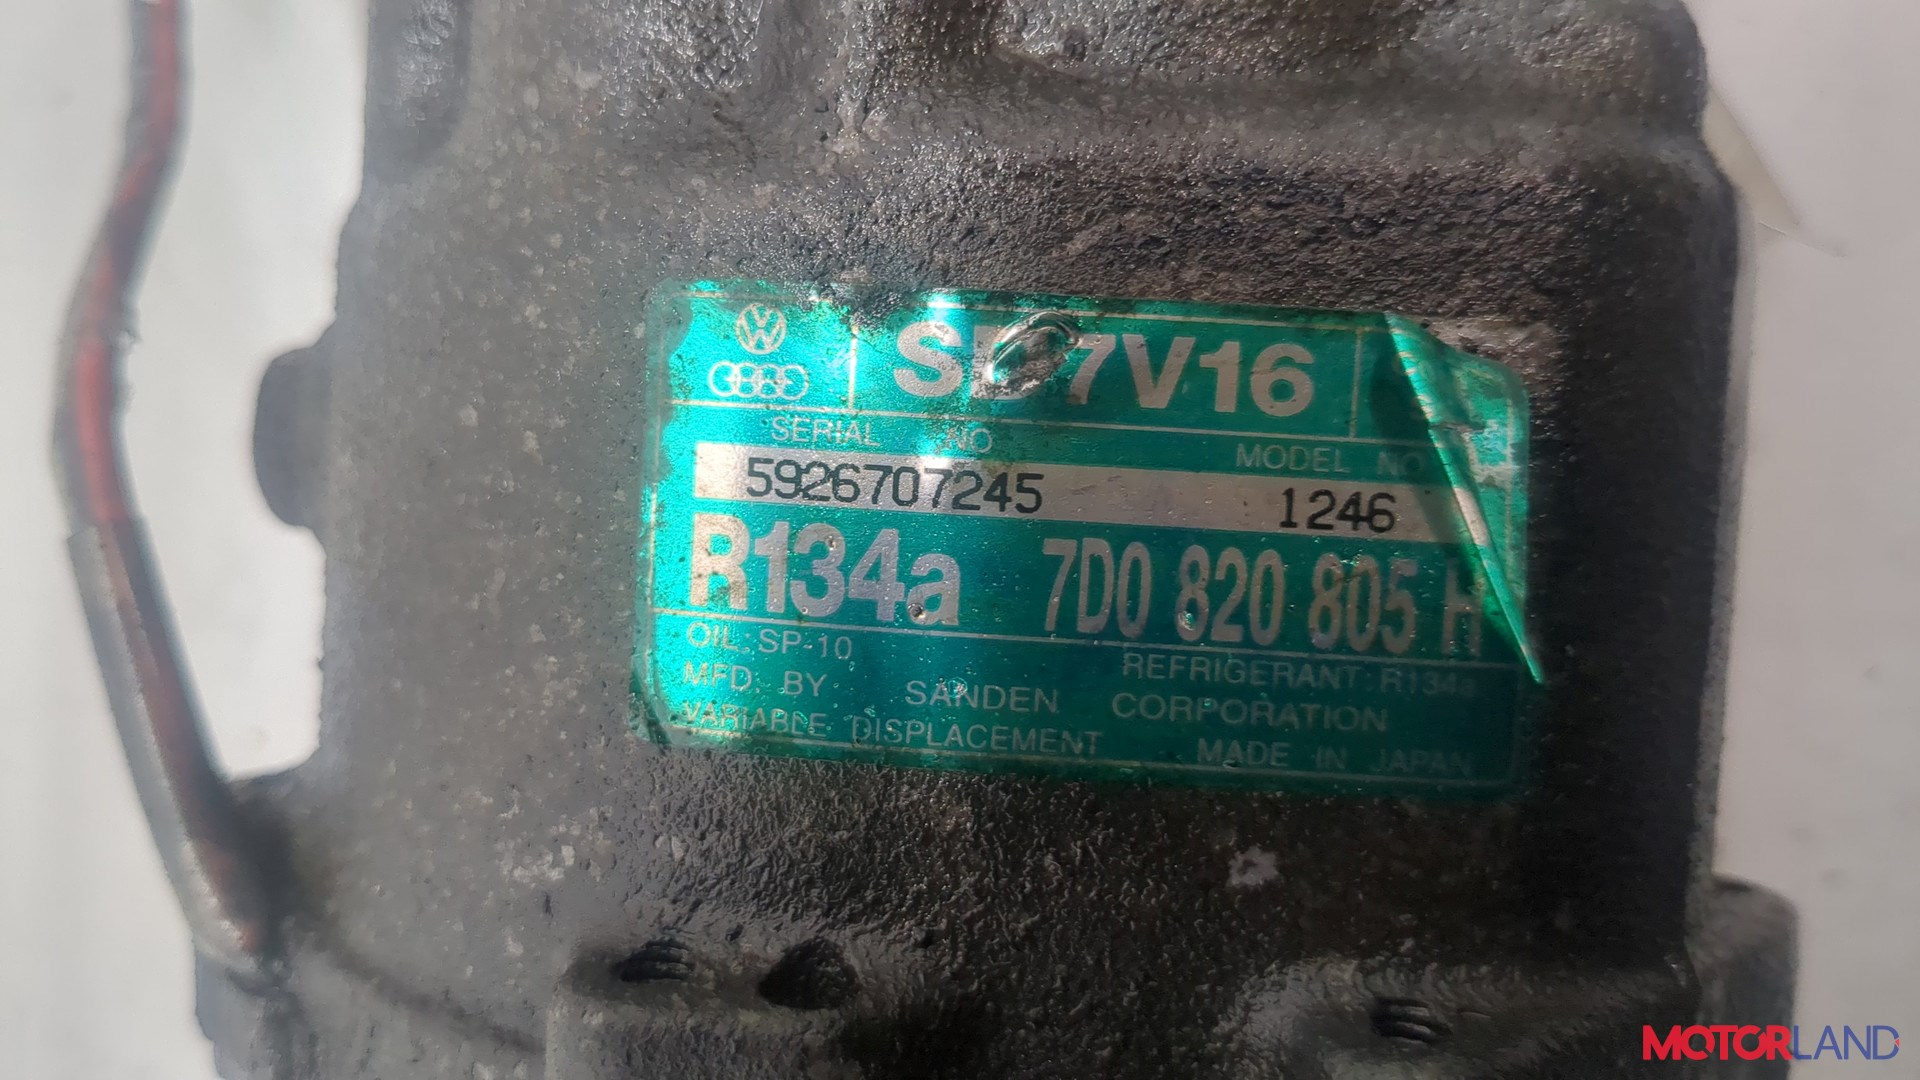 SD7V16
SERIAL NO MODEL NO
5926707245 1246
R134a 7D0 820 805 H
OIL: SP-10 REFRIGERANT: R134a
MFD. BY SANDEN CORPORATION
VARIABLE DISPLACEMENT MADE IN JAPAN
MOTORLAND